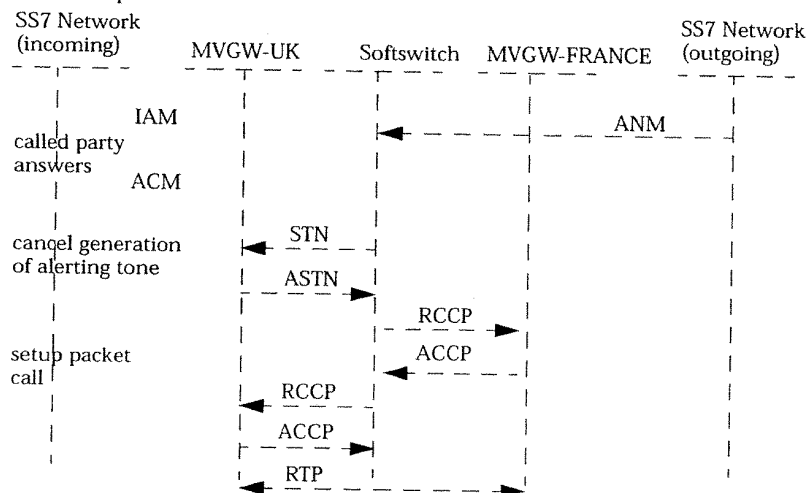 SS7 Network
(incoming)
MVGW-UK
Softswitch
MVGW-FRANCE
SS7 Network
(outgoing)
IAM
ANM
called party
answers
ACM
cancel generation
of alerting tone
STN
ASTN
RCCP
setup packet
call
ACCP
RCCP
ACCP
RTP